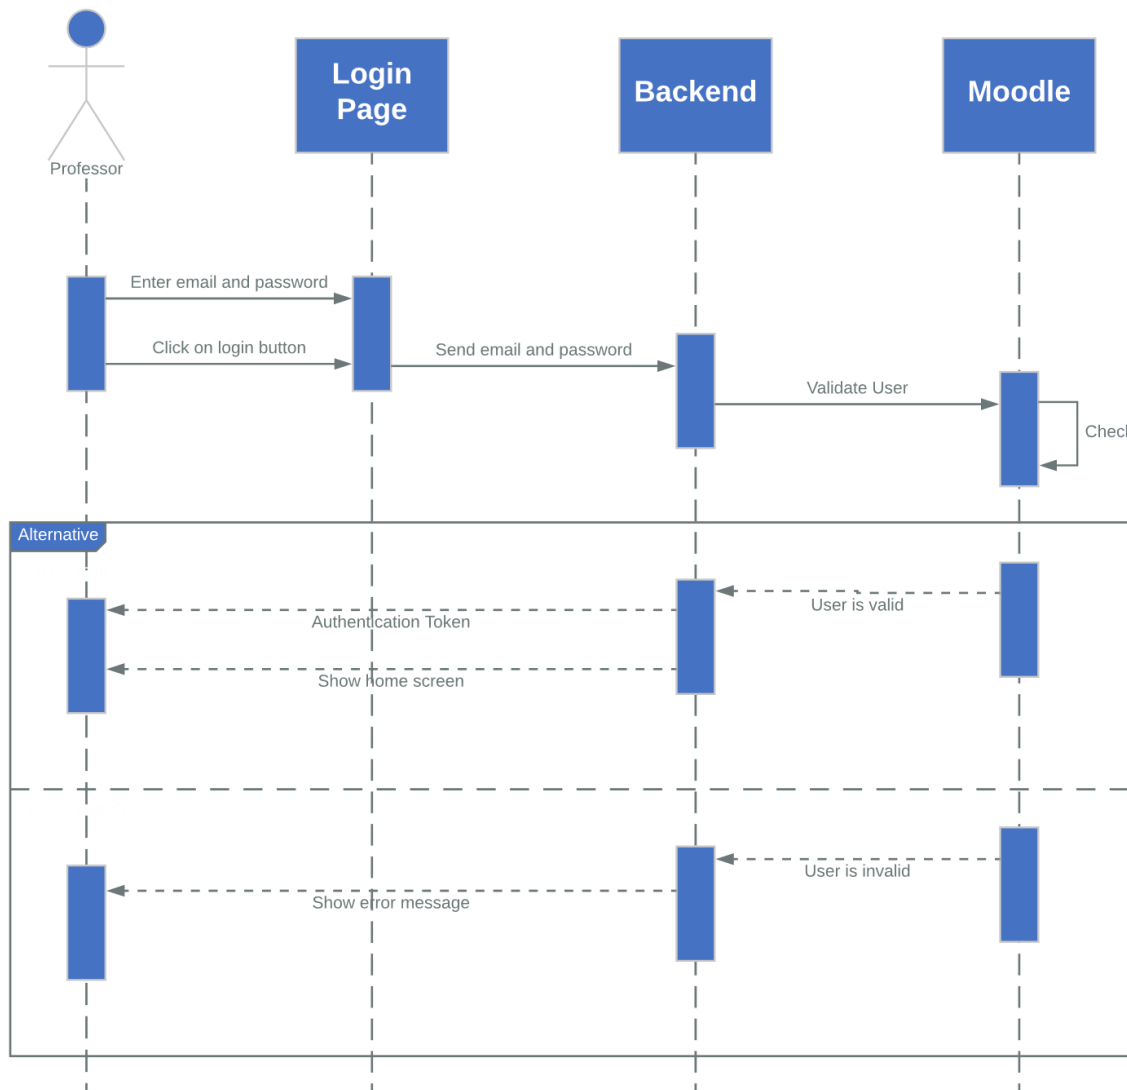 Login
Page
Backend
Moodle
Professor
Enter email and password
Click on login button
Send email and password
Validate User
Check
Alternative
User is valid
Authentication Token
Show home screen
User is invalid
Show error message